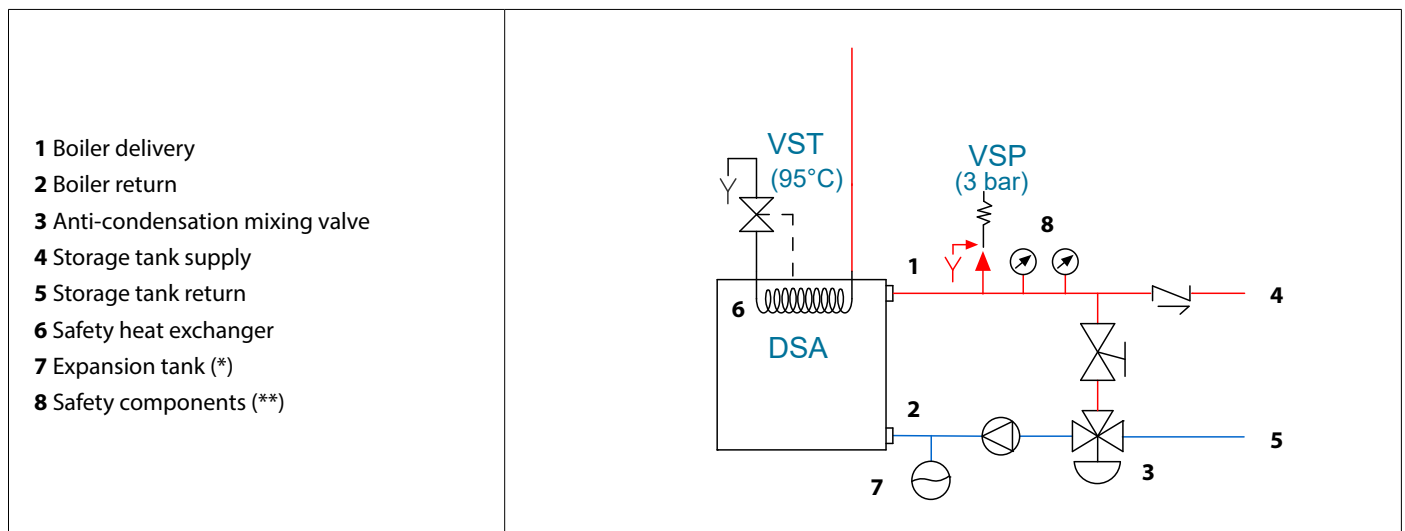 1 Boiler delivery
2 Boiler return
3 Anti-condensation mixing valve
4 Storage tank supply
5 Storage tank return
6 Safety heat exchanger
7 Expansion tank (*)
8 Safety components (**)
VST
(95°C)
VSP
(3 bar)
8
1
6
4
DSA
2
5
7
3